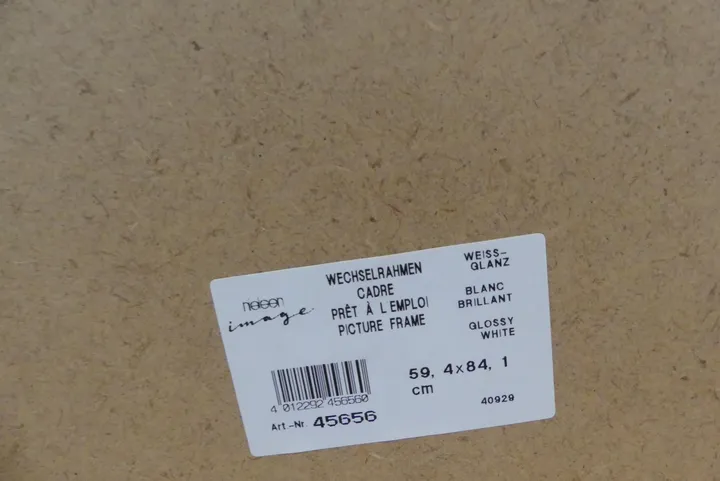 nielsen
image
WECHSELRAHMEN
CADRE
PRÊT À L'EMPLOI
PICTURE FRAME
WEISS-
GLANZ
BLANC
BRILLANT
GLOSSY
WHITE
59, 4x84, 1
cm
4 012292 456560
Art.-Nr. 45656
40929